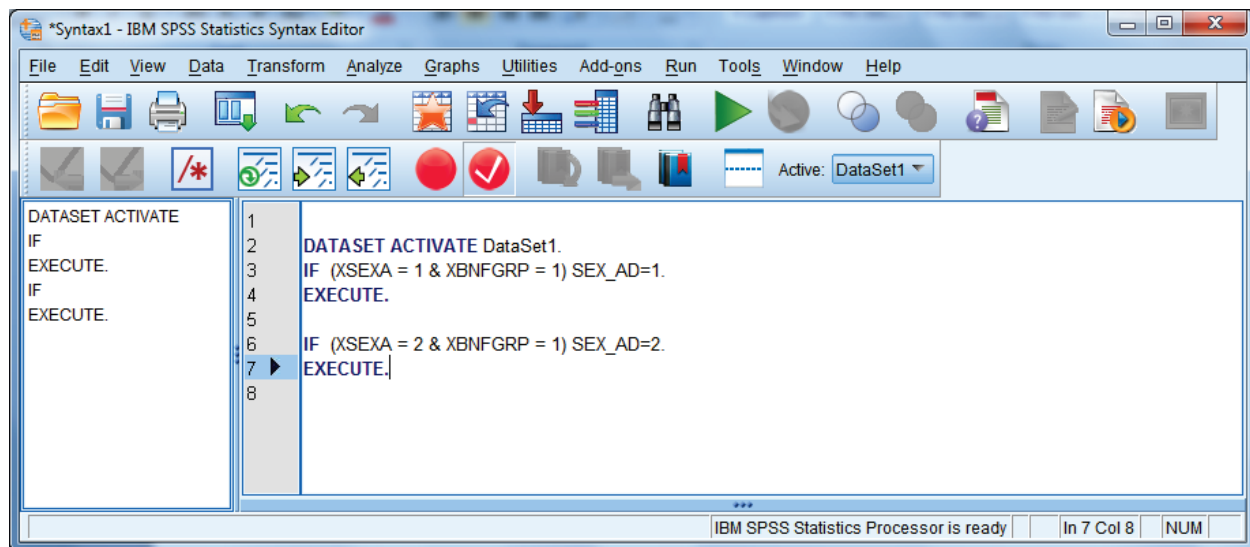 *Syntax1 - IBM SPSS Statistics Syntax Editor
File Edit View Data Transform Analyze Graphs Utilities Add-ons Run Tools Window Help
Active: DataSet1
DATASET ACTIVATE
IF
EXECUTE.
IF
EXECUTE.
1
2 DATASET ACTIVATE DataSet1.
3 IF (XSEXA = 1 & XBNFGRP = 1) SEX_AD=1.
4 EXECUTE.
5
6 IF (XSEXA = 2 & XBNFGRP = 1) SEX_AD=2.
7 EXECUTE.
8
IBM SPSS Statistics Processor is ready In 7 Col 8 NUM